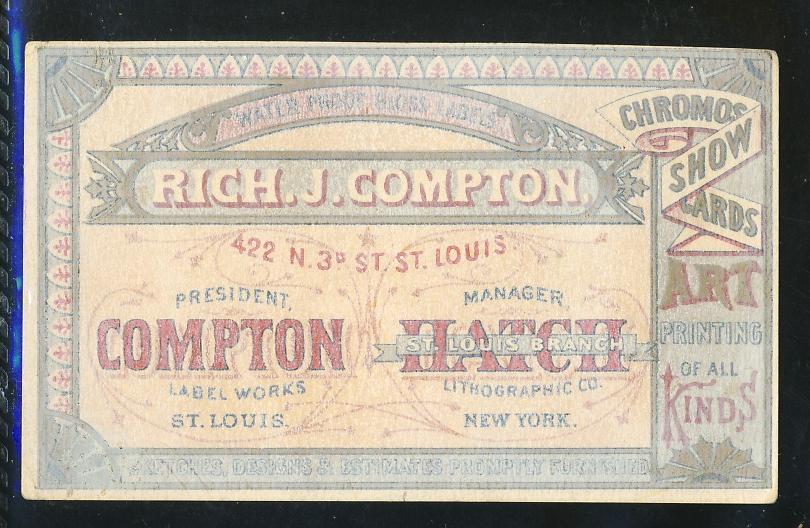 WATER PROOF GLOSS LABELS
RICH. J. COMPTON,
422 N. 3D ST. ST. LOUIS.
PRESIDENT,
COMPTON
LABEL WORKS
ST. LOUIS.
MANAGER
HATCH
ST. LOUIS BRANCH
LITHOGRAPHIC CO.
NEW YORK.
SKETCHES, DESIGNS & ESTIMATES PROMPTLY FURNISHED
CHROMOS
SHOW
CARDS
ART
PRINTING
OF ALL
KINDS